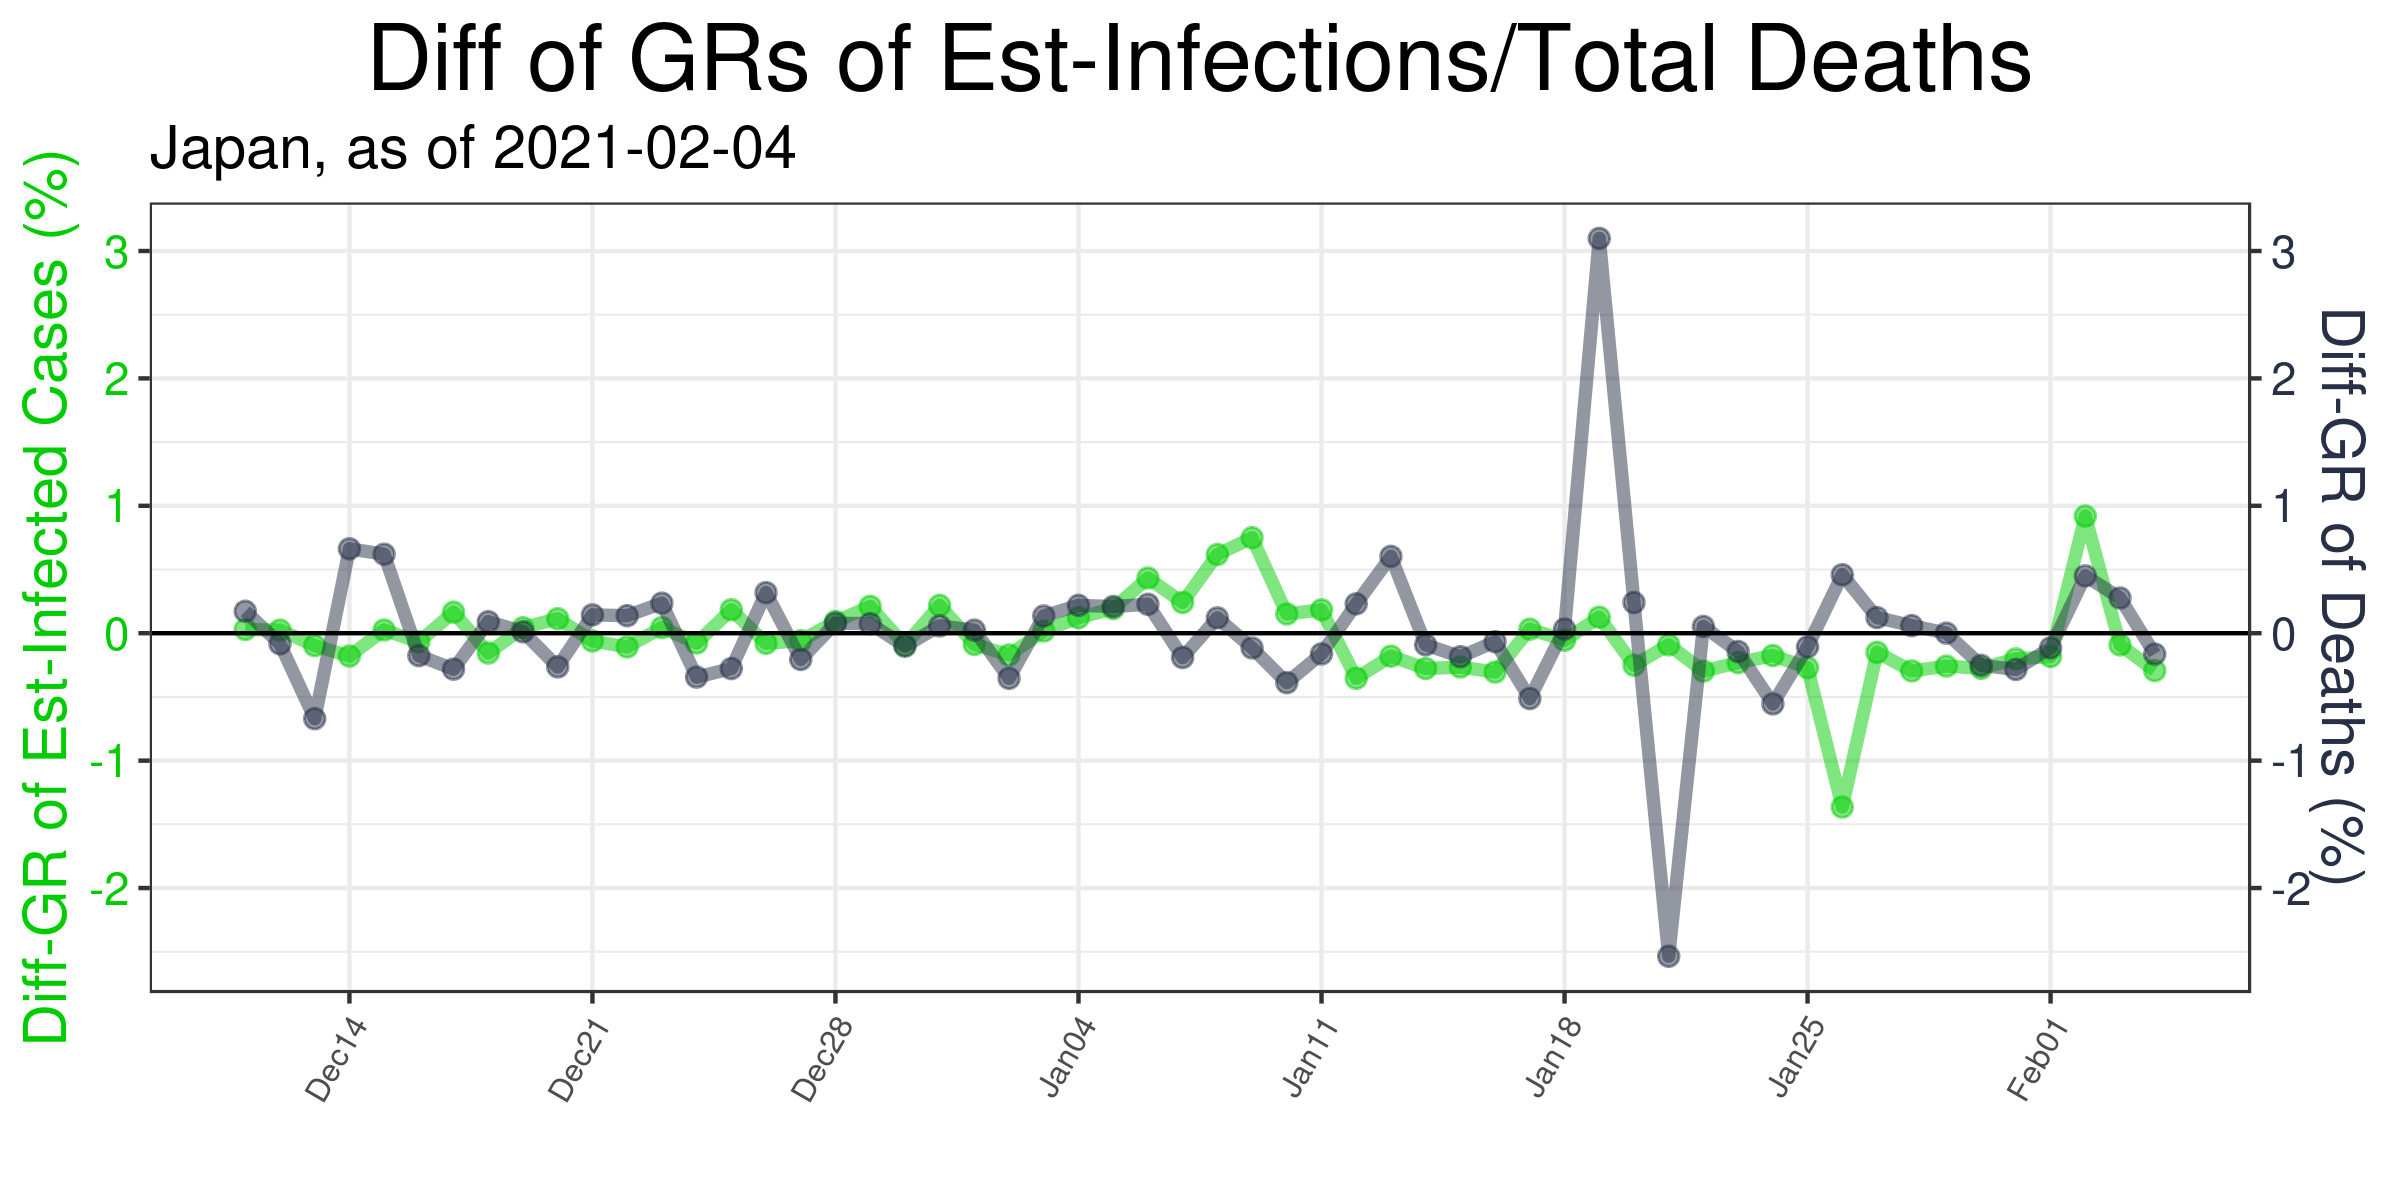 Diff of GRs of Est-Infections/Total Deaths
Japan, as of 2021-02-04
Diff-GR of Est-Infected Cases (%)
3
2
1
0
-1
-2
3
2
1
0
-1
-2
Diff-GR of Deaths (%)
Dec14
Dec21
Dec28
Jan04
Jan11
Jan18
Jan25
Feb01